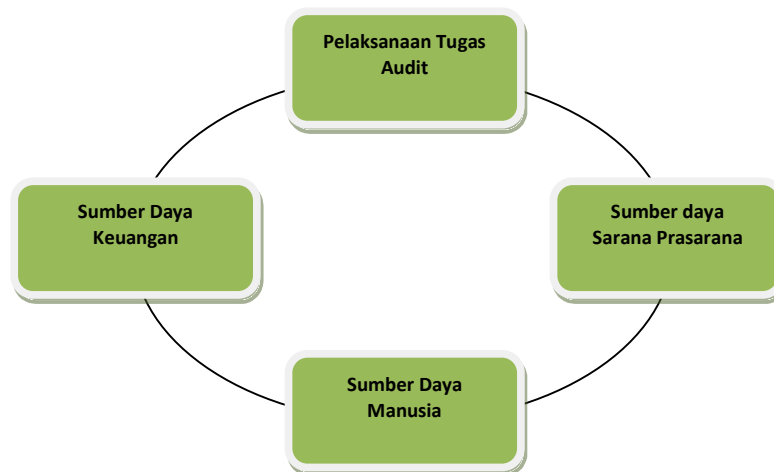 Pelaksanaan Tugas
Audit
Sumber Daya
Keuangan
Sumber daya
Sarana Prasarana
Sumber Daya
Manusia